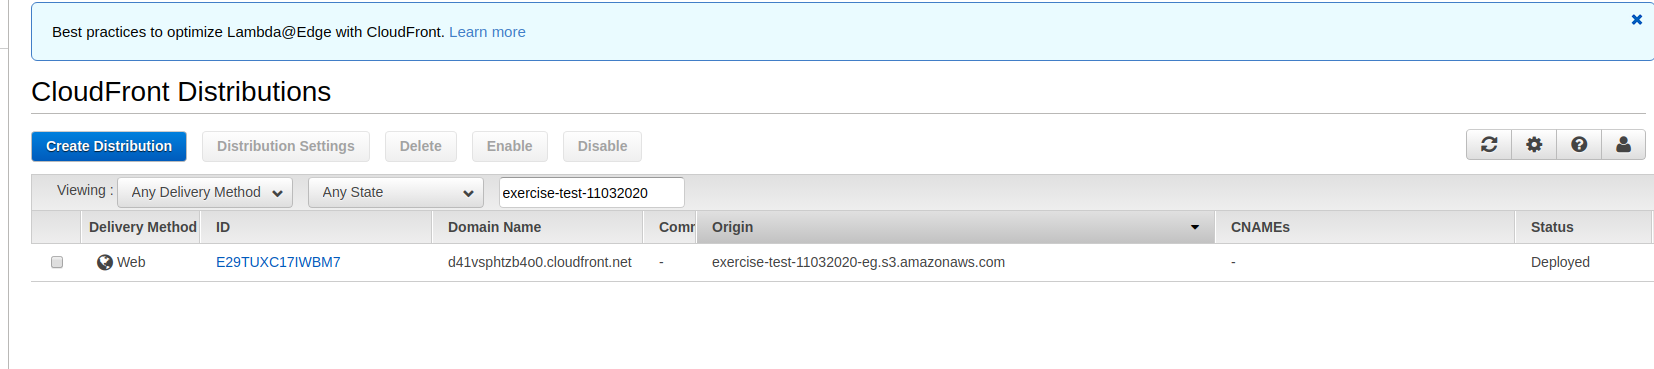 Best practices to optimize Lambda@Edge with CloudFront. Learn more
CloudFront Distributions
Create Distribution Distribution Settings Delete Enable Disable
Viewing : Any Delivery Method Any State exercise-test-11032020
Delivery Method ID Domain Name Comr Origin CNAMEs Status
Web E29TUXC17IWBM7 d41vsphtzb4o0.cloudfront.net - exercise-test-11032020-eg.s3.amazonaws.com - Deployed